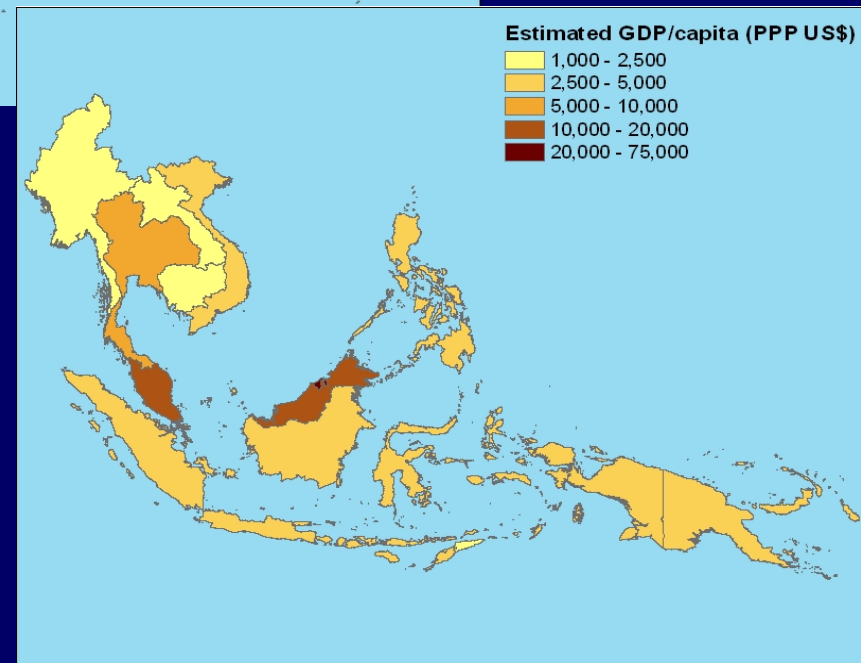 Estimated GDP/capita (PPP US$)
1,000 - 2,500
2,500 - 5,000
5,000 - 10,000
10,000 - 20,000
20,000 - 75,000